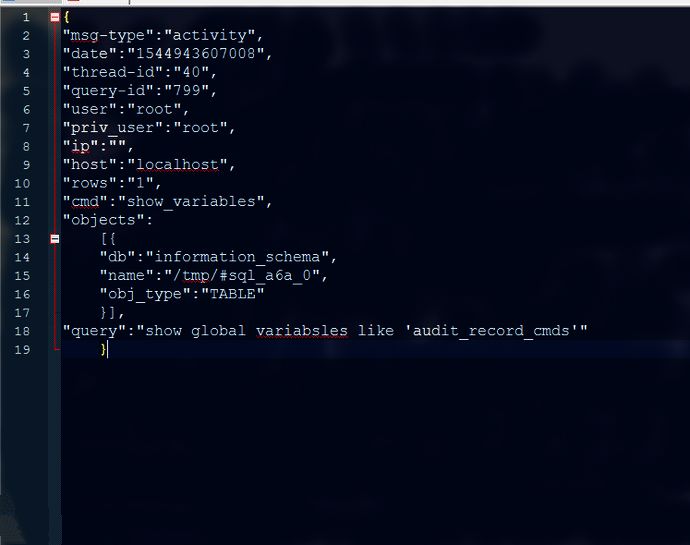 1 {
2 "msg-type":"activity",
3 "date":"1544943607008",
4 "thread-id":"40",
5 "query-id":"799",
6 "user":"root",
7 "priv_user":"root",
8 "ip":"",
9 "host":"localhost",
10 "rows":"1",
11 "cmd":"show_variables",
12 "objects":
13 [{
14 "db":"information_schema",
15 "name":"/tmp/#sql_a6a_0",
16 "obj_type":"TABLE"
17 }],
18 "query":"show global variabsles like 'audit_record_cmds'"
19 }